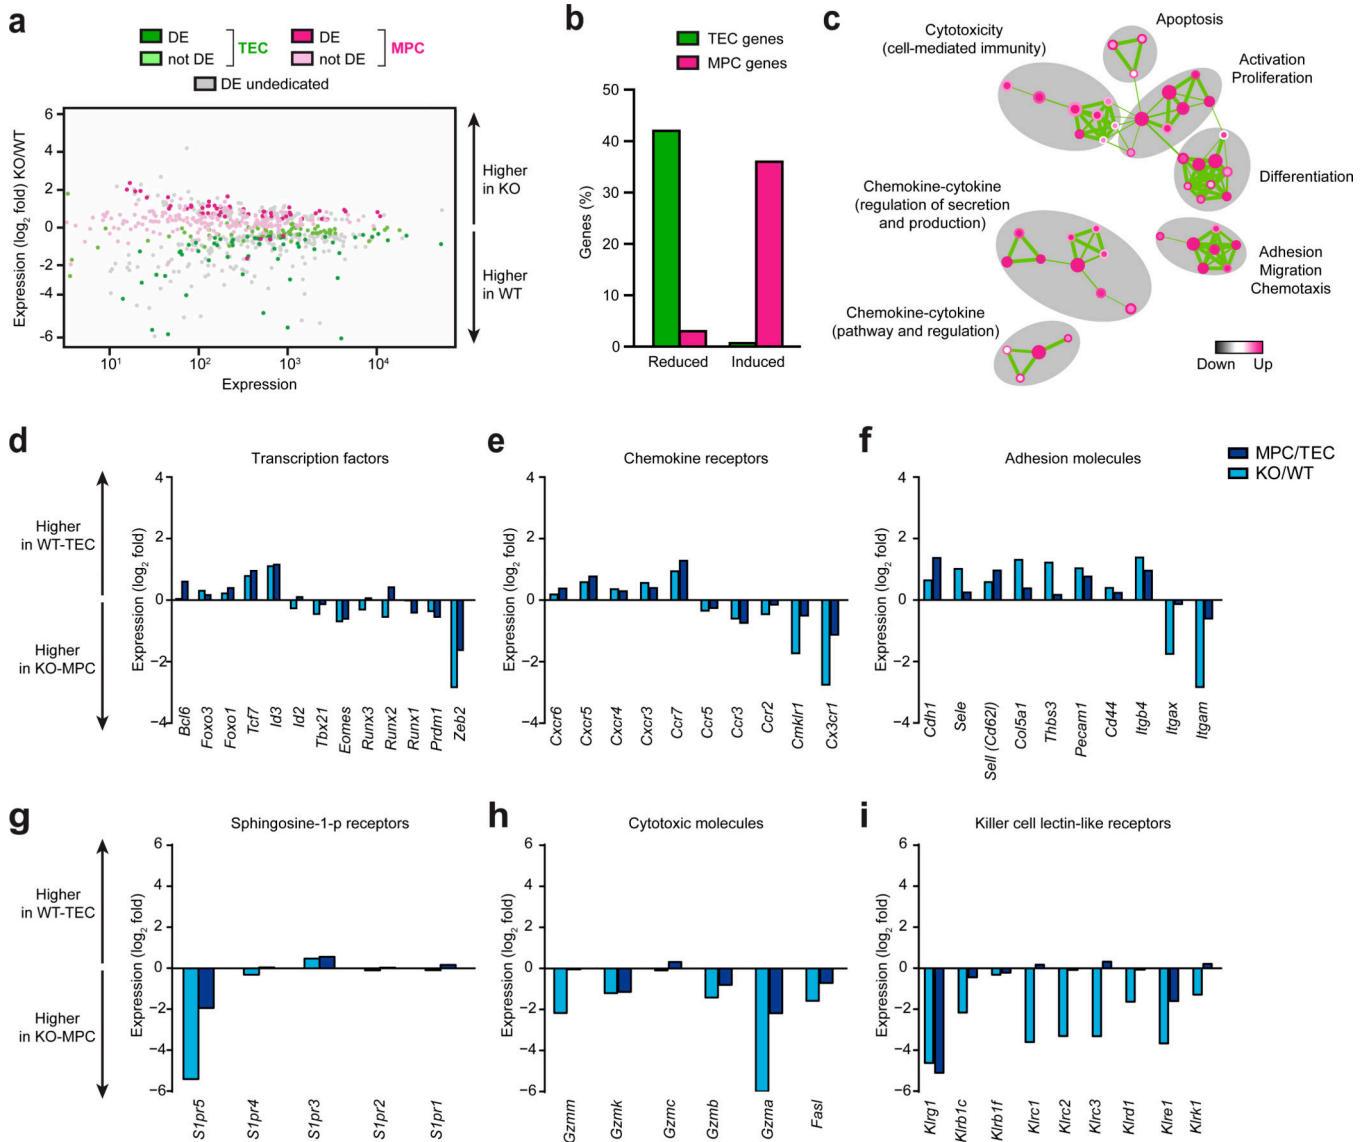 a
DE
not DE
TEC
DE
not DE
MPC
DE undedicated
Expression (log2 fold) KO/WT
6
4
2
0
−2
−4
-6
10^1
10^2
10^3
10^4
Expression
Higher
in KO
Higher
in WT
b
TEC genes
MPC genes
Genes (%)
50
40
30
20
10
0
Reduced
Induced
c
Cytotoxicity
(cell-mediated immunity)
Apoptosis
Activation
Proliferation
Differentiation
Chemokine-cytokine
(regulation of secretion
and production)
Adhesion
Migration
Chemotaxis
Chemokine-cytokine
(pathway and regulation)
Down
Up
d
Transcription factors
Higher
in WT-TEC
Higher
in KO-MPC
Expression (log2 fold)
4
2
0
−2
−4
Bcl6
Foxo3
Foxo1
Tcf7
Id3
Id2
Tbx21
Eomes
Runx3
Runx2
Runx1
Prdm1
Zeb2
e
Chemokine receptors
Expression (log2 fold)
4
2
0
−2
−4
Cxcr6
Cxcr5
Cxcr4
Cxcr3
Ccr7
Ccr5
Ccr3
Ccr2
Cmklr1
Cx3cr1
f
Adhesion molecules
MPC/TEC
KO/WT
Expression (log2 fold)
4
2
0
−2
−4
Cdh1
Sele
Sell (Cd62l)
Col5a1
Thbs3
Pecam1
Cd44
Itgb4
Itgax
Itgam
g
Sphingosine-1-p receptors
Higher
in WT-TEC
Higher
in KO-MPC
Expression (log2 fold)
6
4
2
0
−2
−4
−6
S1pr5
S1pr4
S1pr3
S1pr2
S1pr1
h
Cytotoxic molecules
Expression (log2 fold)
6
4
2
0
−2
−4
−6
Gzmm
Gzmk
Gzmc
Gzmb
Gzma
Fasl
i
Killer cell lectin-like receptors
Expression (log2 fold)
6
4
2
0
−2
−4
−6
Klrg1
Klrb1c
Klrb1f
Klrc1
Klrc2
Klrc3
Klrd1
Klre1
Klrk1